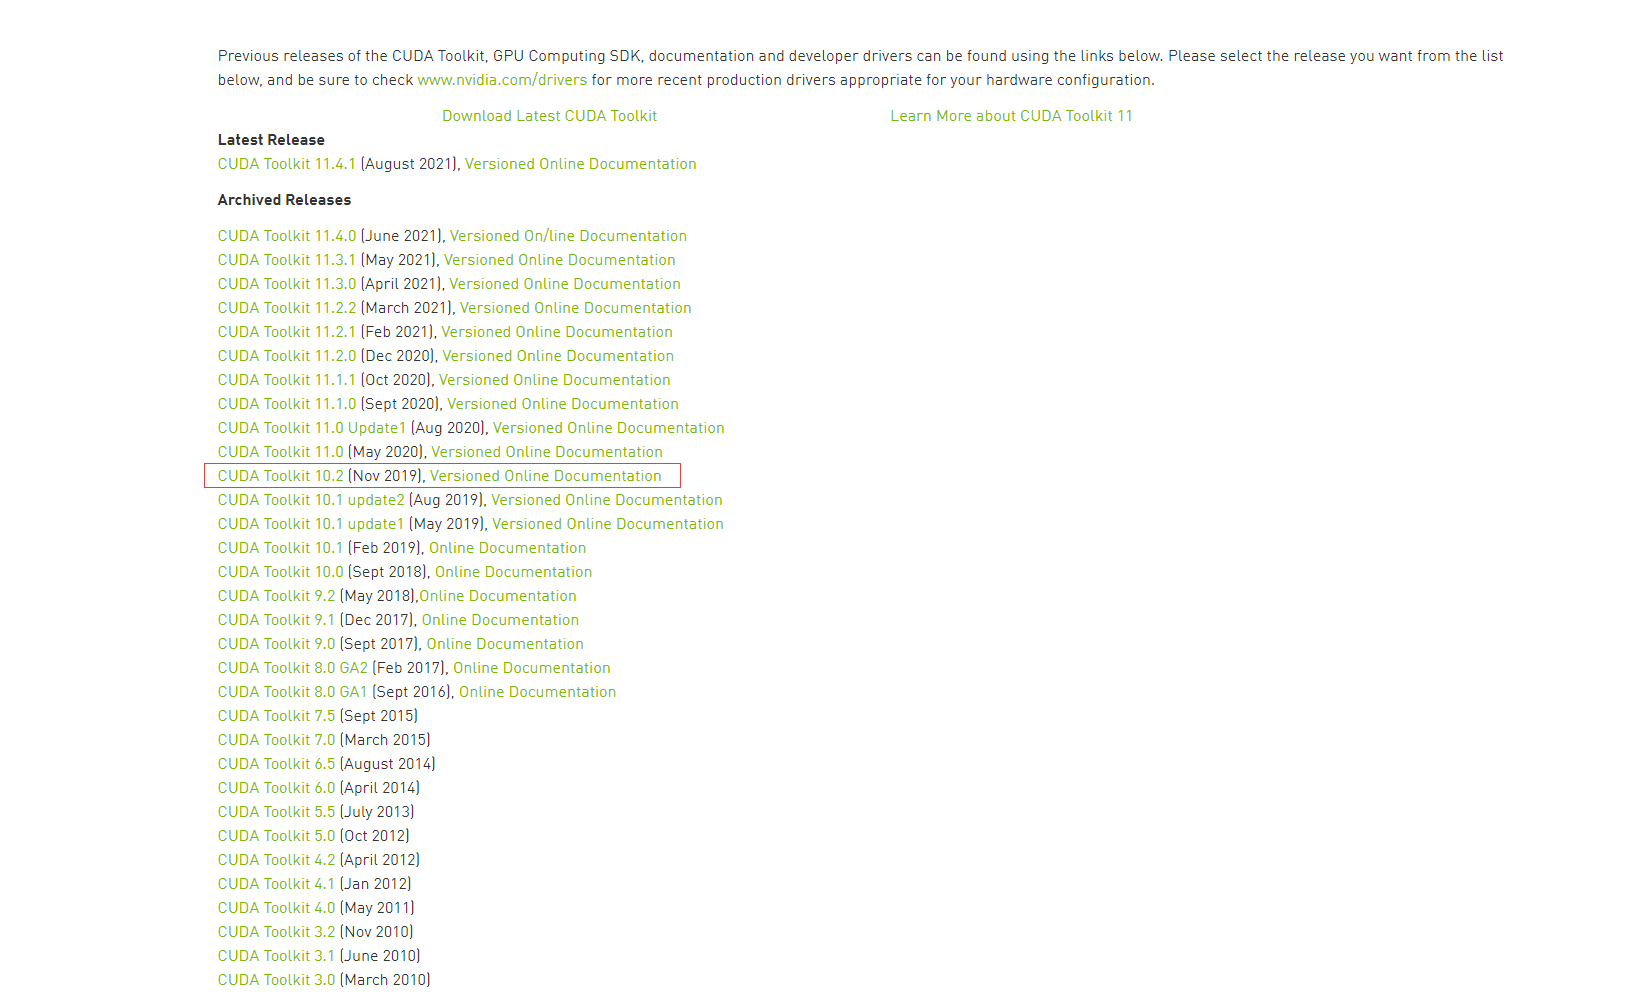 Previous releases of the CUDA Toolkit, GPU Computing SDK, documentation and developer drivers can be found using the links below. Please select the release you want from the list
below, and be sure to check www.nvidia.com/drivers for more recent production drivers appropriate for your hardware configuration.
Download Latest CUDA Toolkit Learn More about CUDA Toolkit 11
Latest Release
CUDA Toolkit 11.4.1 (August 2021), Versioned Online Documentation
Archived Releases
CUDA Toolkit 11.4.0 (June 2021), Versioned On/line Documentation
CUDA Toolkit 11.3.1 (May 2021), Versioned Online Documentation
CUDA Toolkit 11.3.0 (April 2021), Versioned Online Documentation
CUDA Toolkit 11.2.2 (March 2021), Versioned Online Documentation
CUDA Toolkit 11.2.1 (Feb 2021), Versioned Online Documentation
CUDA Toolkit 11.2.0 (Dec 2020), Versioned Online Documentation
CUDA Toolkit 11.1.1 (Oct 2020), Versioned Online Documentation
CUDA Toolkit 11.1.0 (Sept 2020), Versioned Online Documentation
CUDA Toolkit 11.0 Update1 (Aug 2020), Versioned Online Documentation
CUDA Toolkit 11.0 (May 2020), Versioned Online Documentation
CUDA Toolkit 10.2 (Nov 2019), Versioned Online Documentation
CUDA Toolkit 10.1 update2 (Aug 2019), Versioned Online Documentation
CUDA Toolkit 10.1 update1 (May 2019), Versioned Online Documentation
CUDA Toolkit 10.1 (Feb 2019), Online Documentation
CUDA Toolkit 10.0 (Sept 2018), Online Documentation
CUDA Toolkit 9.2 (May 2018),Online Documentation
CUDA Toolkit 9.1 (Dec 2017), Online Documentation
CUDA Toolkit 9.0 (Sept 2017), Online Documentation
CUDA Toolkit 8.0 GA2 (Feb 2017), Online Documentation
CUDA Toolkit 8.0 GA1 (Sept 2016), Online Documentation
CUDA Toolkit 7.5 (Sept 2015)
CUDA Toolkit 7.0 (March 2015)
CUDA Toolkit 6.5 (August 2014)
CUDA Toolkit 6.0 (April 2014)
CUDA Toolkit 5.5 (July 2013)
CUDA Toolkit 5.0 (Oct 2012)
CUDA Toolkit 4.2 (April 2012)
CUDA Toolkit 4.1 (Jan 2012)
CUDA Toolkit 4.0 (May 2011)
CUDA Toolkit 3.2 (Nov 2010)
CUDA Toolkit 3.1 (June 2010)
CUDA Toolkit 3.0 (March 2010)